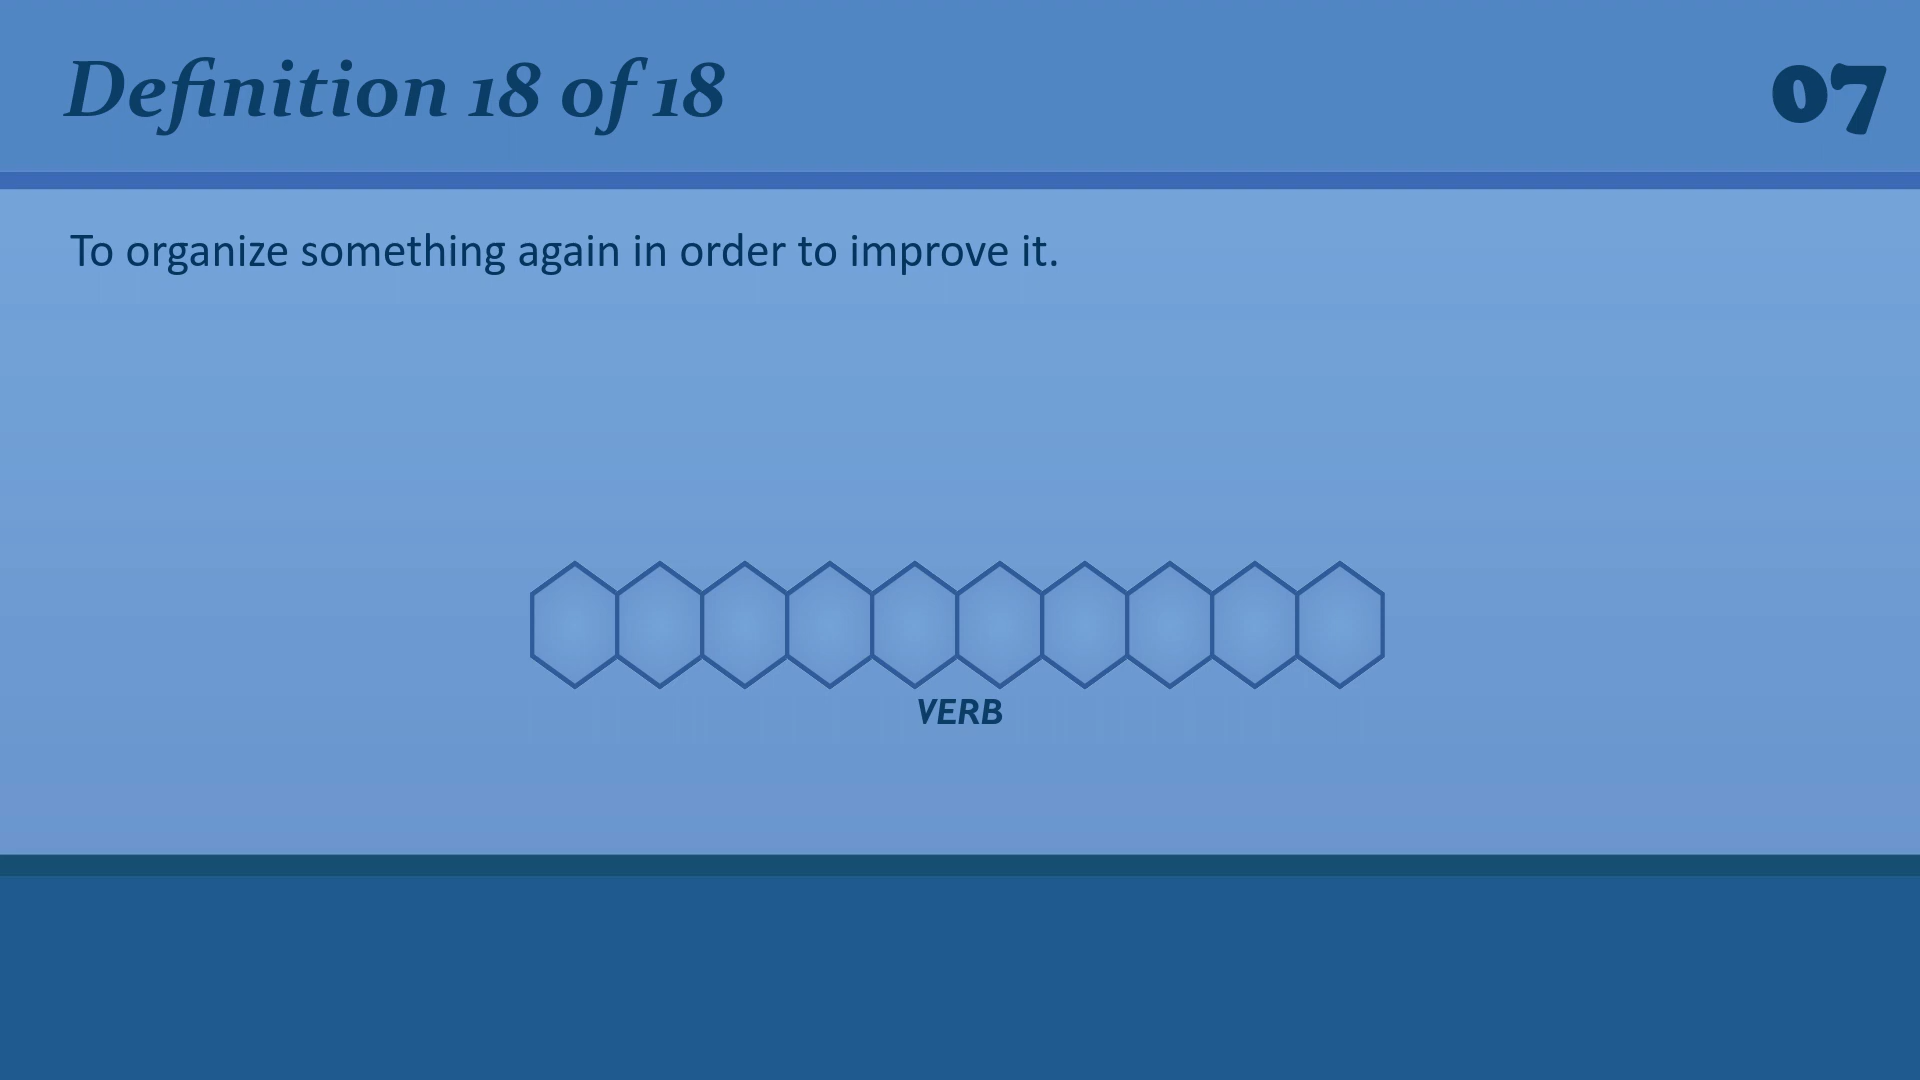 Definition 18 of 18
07
To organize something again in order to improve it.
VERB